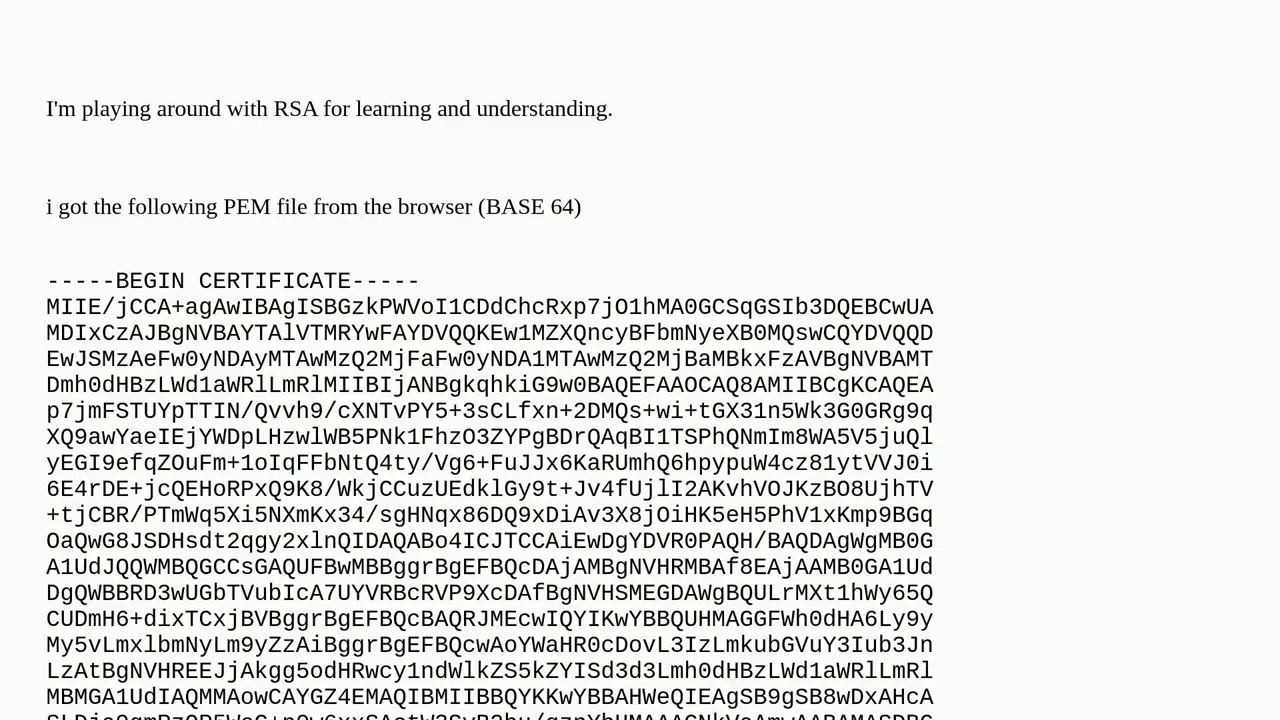 I'm playing around with RSA for learning and understanding.
i got the following PEM file from the browser (BASE 64)
-----BEGIN CERTIFICATE-----
MIIE/jCCA+agAwIBAgISBGzkPWVoI1CDdChcRxp7jO1hMA0GCSqGSIb3DQEBCwUA
MDIxCzAJBgNVBAYTAlVTMRYwFAYDVQQKEw1MZXQncyBFbmNyeXB0MQswCQYDVQQD
EwJSMzAeFw0yNDAyMTAwMzQ2MjFaFw0yNDA1MTAwMzQ2MjBaMBkxFzAVBgNVBAMT
Dmh0dHBzLWd1aWRlLmRlMIIBIjANBgkqhkiG9w0BAQEFAAOCAQ8AMIIBCgKCAQEA
p7jmFSTUYpTTIN/Qvvh9/cXNTvPY5+3sCLfxn+2DMQs+wi+tGX31n5Wk3G0GRg9q
XQ9awYaeIEjYWDpLHzwlWB5PNk1FhzO3ZYPgBDrQAqBI1TSPhQNmIm8WA5V5juQl
yEGI9efqZOuFm+1oIqFFbNtQ4ty/Vg6+FuJJx6KaRUmhQ6hpypuW4cz81ytVVJ0i
6E4rDE+jcQEHoRPxQ9K8/WkjCCuzUEdklGy9t+Jv4fUjlI2AKvhVOJKzBO8UjhTV
+tjCBR/PTmWq5Xi5NXmKx34/sgHNqx86DQ9xDiAv3X8jOiHK5eH5PhV1xKmp9BGq
OaQwG8JSDHsdt2qgy2xlnQIDAQABo4ICJTCCAiEwDgYDVR0PAQH/BAQDAgWgMB0G
A1UdJQQWMBQGCCsGAQUFBwMBBggrBgEFBQcDAjAMBgNVHRMBAf8EAjAAMB0GA1Ud
DgQWBBRD3wUGbTVubIcA7UYVRBcRVP9XcDAfBgNVHSMEGDAWgBQULrMXt1hWy65Q
CUDmH6+dixTCxjBVBggrBgEFBQcBAQRJMEcwIQYIKwYBBQUHMAGGFWh0dHA6Ly9y
My5vLmxlbmNyLm9yZzAiBggrBgEFBQcwAoYWaHR0cDovL3IzLmkubGVuY3Iub3Jn
LzAtBgNVHREEJjAkgg5odHRwcy1ndWlkZS5kZYISd3d3Lmh0dHBzLWd1aWRlLmRl
MBMGA1UdIAQMMAowCAYGZ4EMAQIBMIIBBQYKKwYBBAHWeQIEAgSB9gSB8wDxAHcA